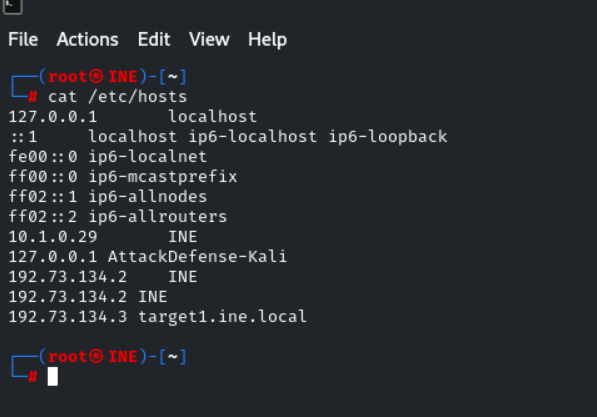 File Actions Edit View Help
┌──(root㉿INE)-[~]
└─# cat /etc/hosts
127.0.0.1       localhost
::1     localhost ip6-localhost ip6-loopback
fe00::0 ip6-localnet
ff00::0 ip6-mcastprefix
ff02::1 ip6-allnodes
ff02::2 ip6-allrouters
10.1.0.29       INE
127.0.0.1 AttackDefense-Kali
192.73.134.2    INE
192.73.134.2 INE
192.73.134.3 target1.ine.local
┌──(root㉿INE)-[~]
└─#